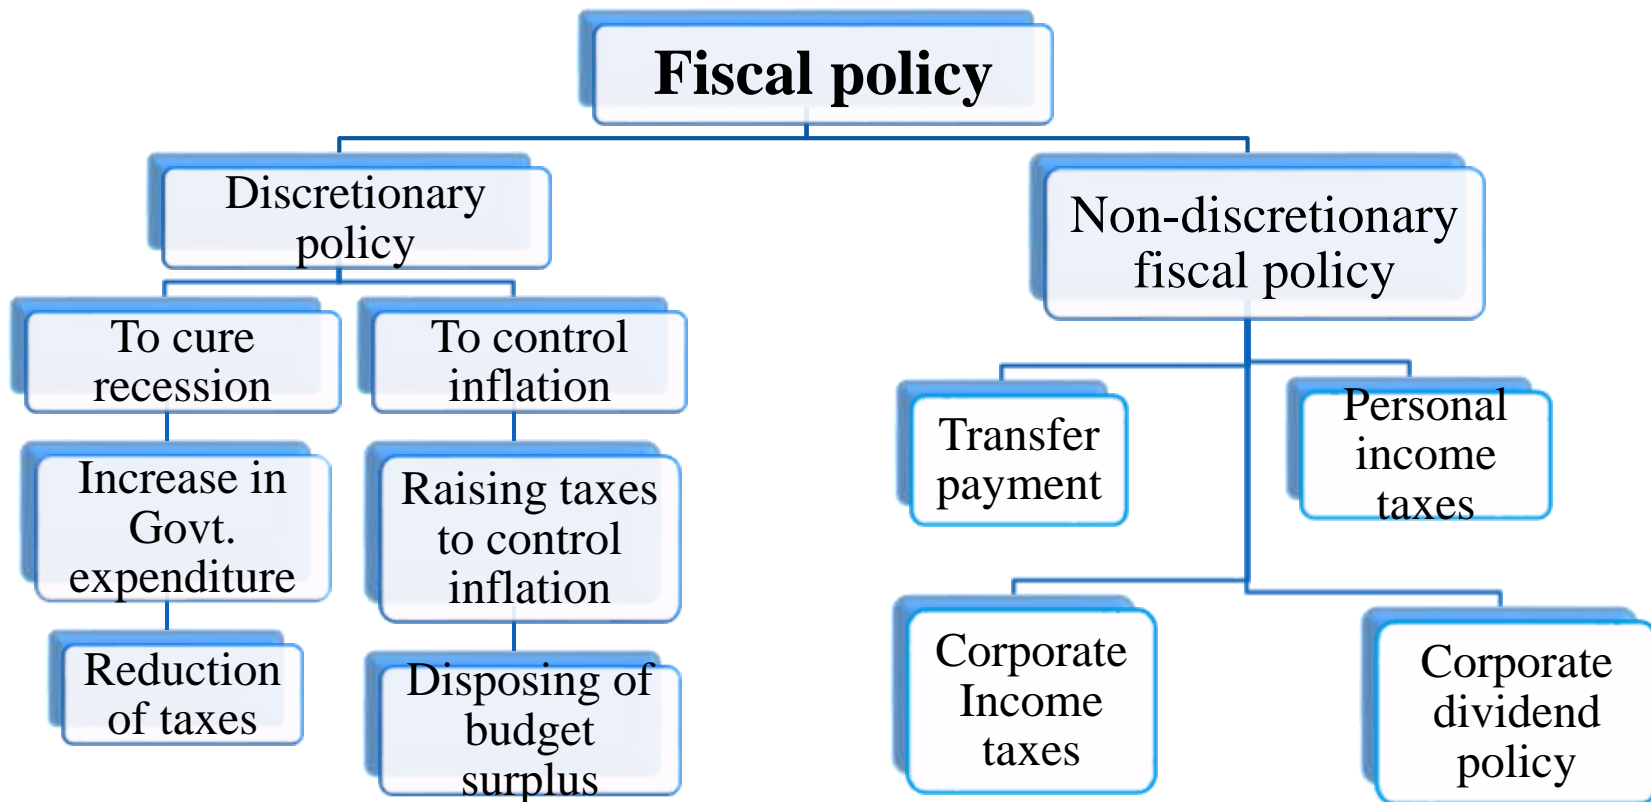 Fiscal policy
Discretionary
policy
Non-discretionary
fiscal policy
To cure
recession
To control
inflation
Transfer
payment
Personal
income
taxes
Increase in
Govt.
expenditure
Raising taxes
to control
inflation
Reduction
of taxes
Disposing of
budget
surplus
Corporate
Income
taxes
Corporate
dividend
policy